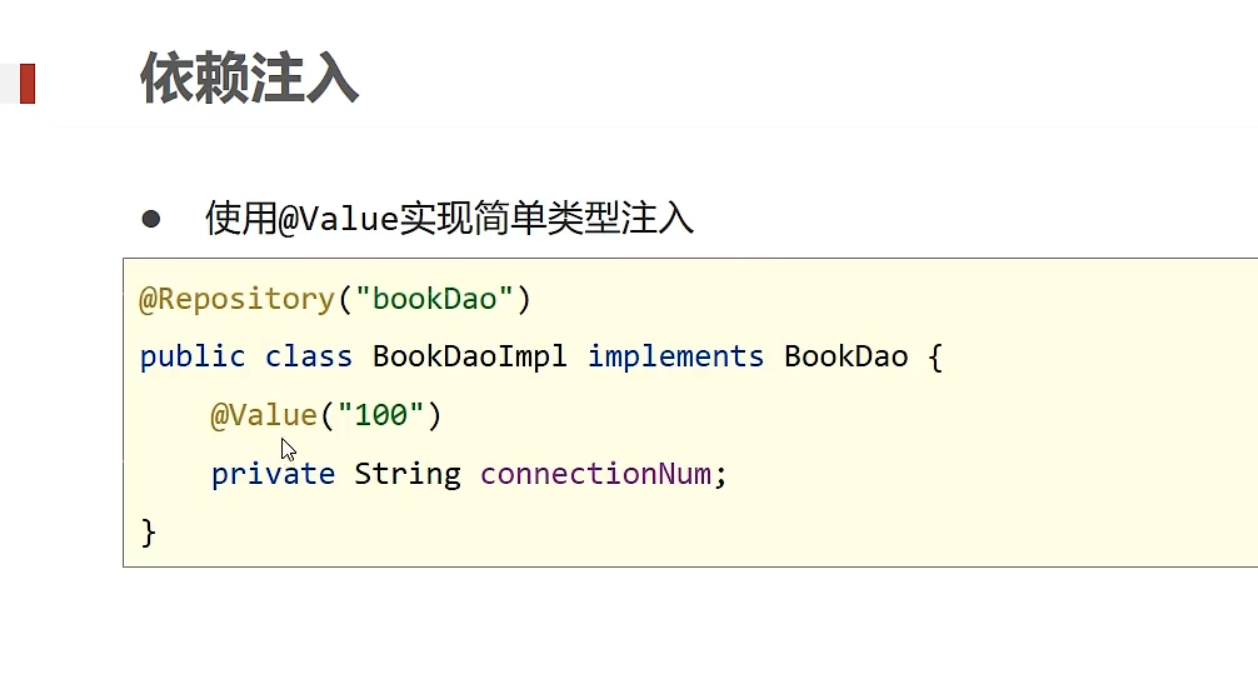 依赖注入
● 使用@Value实现简单类型注入
@Repository("bookDao")
public class BookDaoImpl implements BookDao {
    @Value("100")
    private String connectionNum;
}